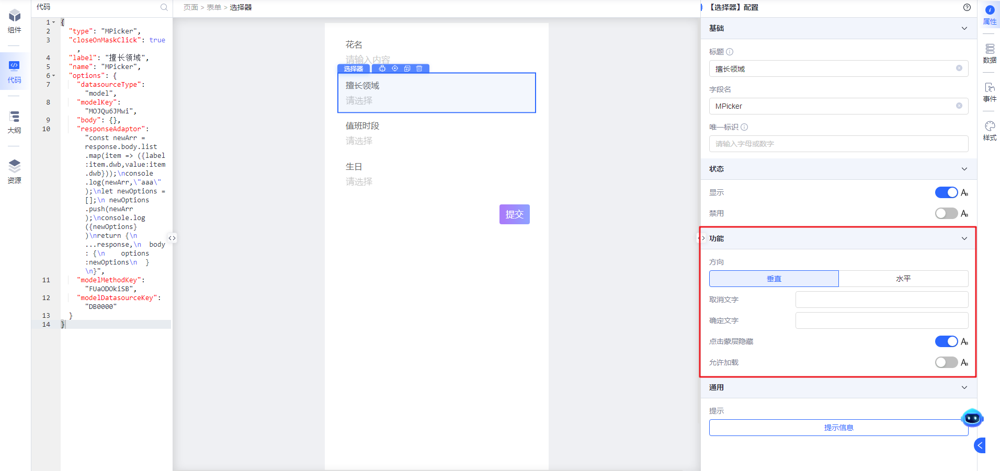 组件
代码
大纲
资源
代码
1
{
2
"type": "MPicker",
3
"closeOnMaskClick": true
,
4
"label": "擅长领域",
5
"name": "MPicker",
6
"options": {
7
"datasourceType":
"model",
8
"modelKey":
"MOJQu6JMwi",
9
"body": {},
10
"responseAdaptor":
"const newArr =
response.body.list
.map(item => ({label
:item.dwb,value:item
.dwb}));\nconsole
.log(newArr,\"aaa\"
);\nlet newOptions =
[];\n newOptions
.push(newArr
);\nconsole.log
({newOptions}
)\nreturn {\n
...response,\n  body
: {\n    options
:newOptions\n  }
\n}",
11
"modelMethodKey":
"FUaODOkiSB",
12
"modelDatasourceKey":
"DB0000"
13
}
14
}
页面 > 表单 > 选择器
花名
请输入内容
选择器
擅长领域
请选择
值班时段
请选择
生日
请选择
提交
【选择器】配置
基础
标题
擅长领域
字段名
MPicker
唯一标识
请输入字母或数字
状态
显示
禁用
功能
方向
垂直
水平
取消文字
确定文字
点击蒙层隐藏
允许加载
通用
提示
提示信息
属性
数据
事件
样式